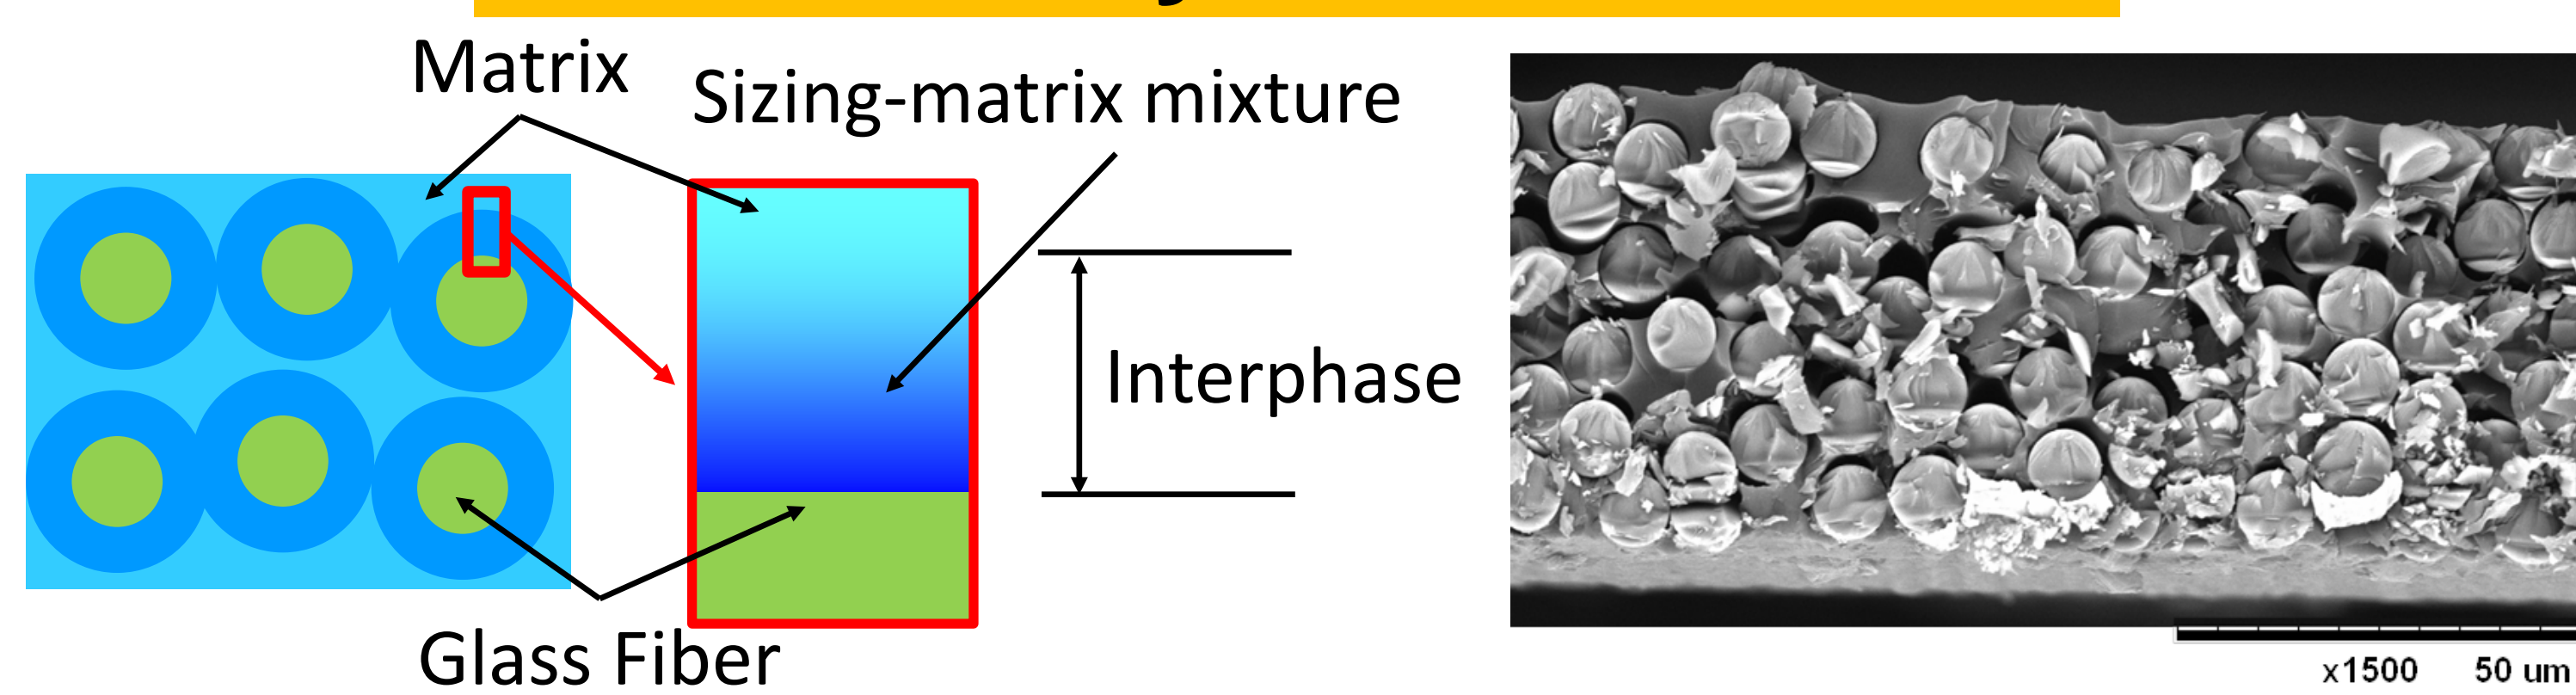 Matrix
Sizing-matrix mixture
Interphase
Glass Fiber
x1500 50 um